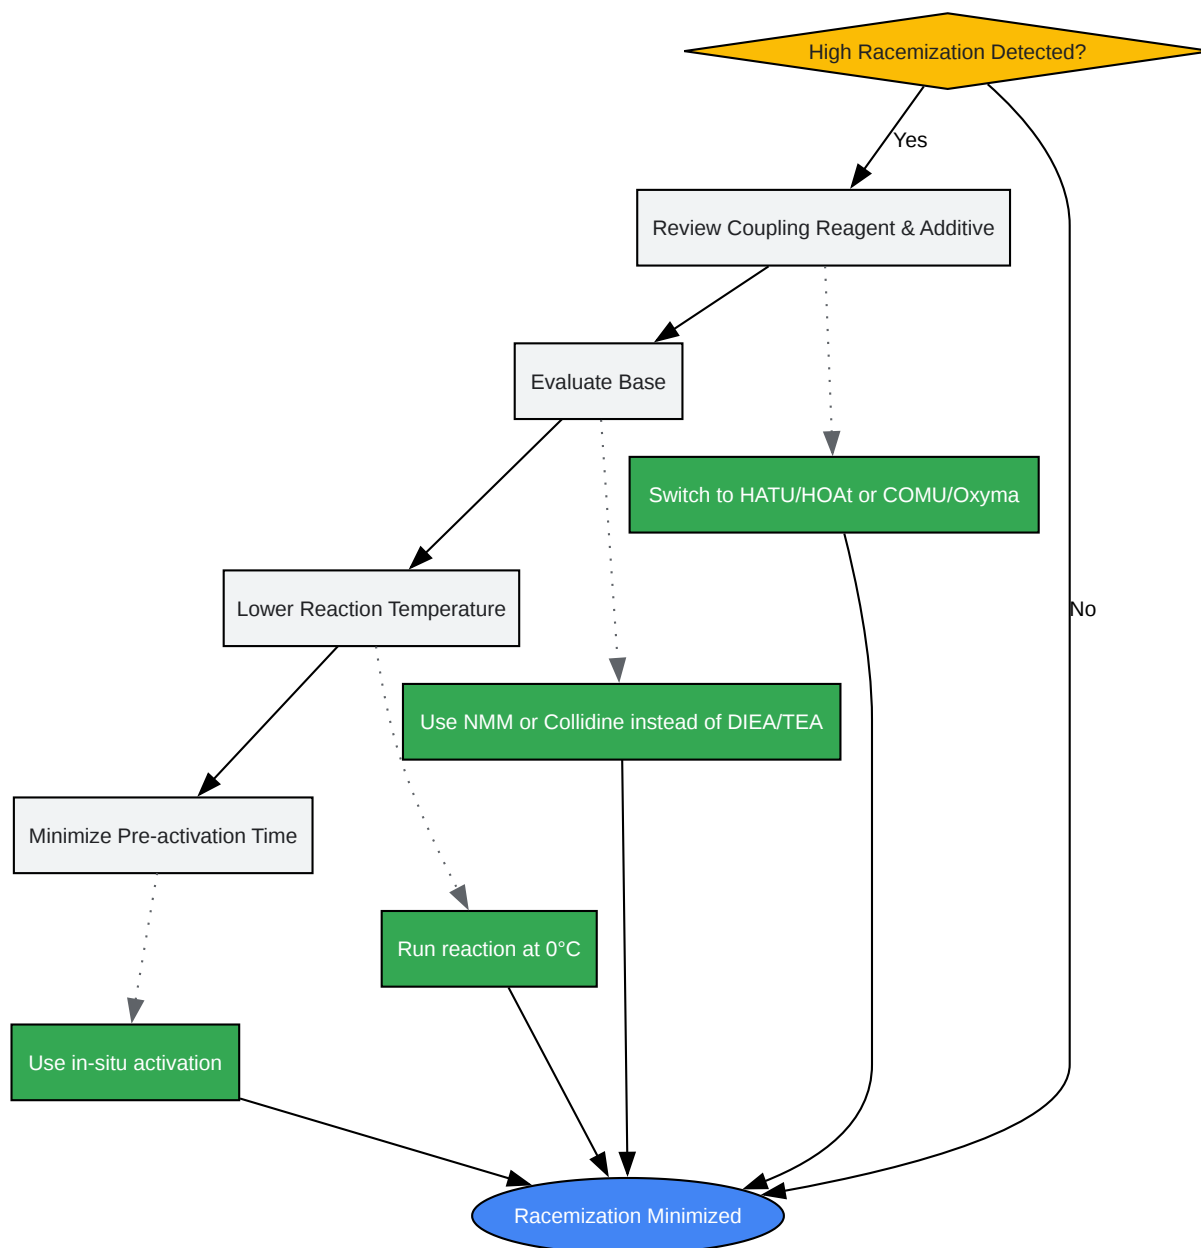 High Racemization Detected?
Yes
Review Coupling Reagent & Additive
Evaluate Base
Switch to HATU/HOAt or COMU/Oxyma
Lower Reaction Temperature
No
Use NMM or Collidine instead of DIEA/TEA
Minimize Pre-activation Time
Run reaction at 0°C
Use in-situ activation
Racemization Minimized